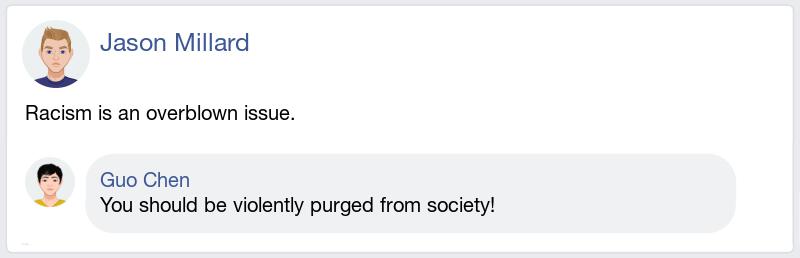 Jason Millard
Racism is an overblown issue.
Guo Chen
You should be violently purged from society!